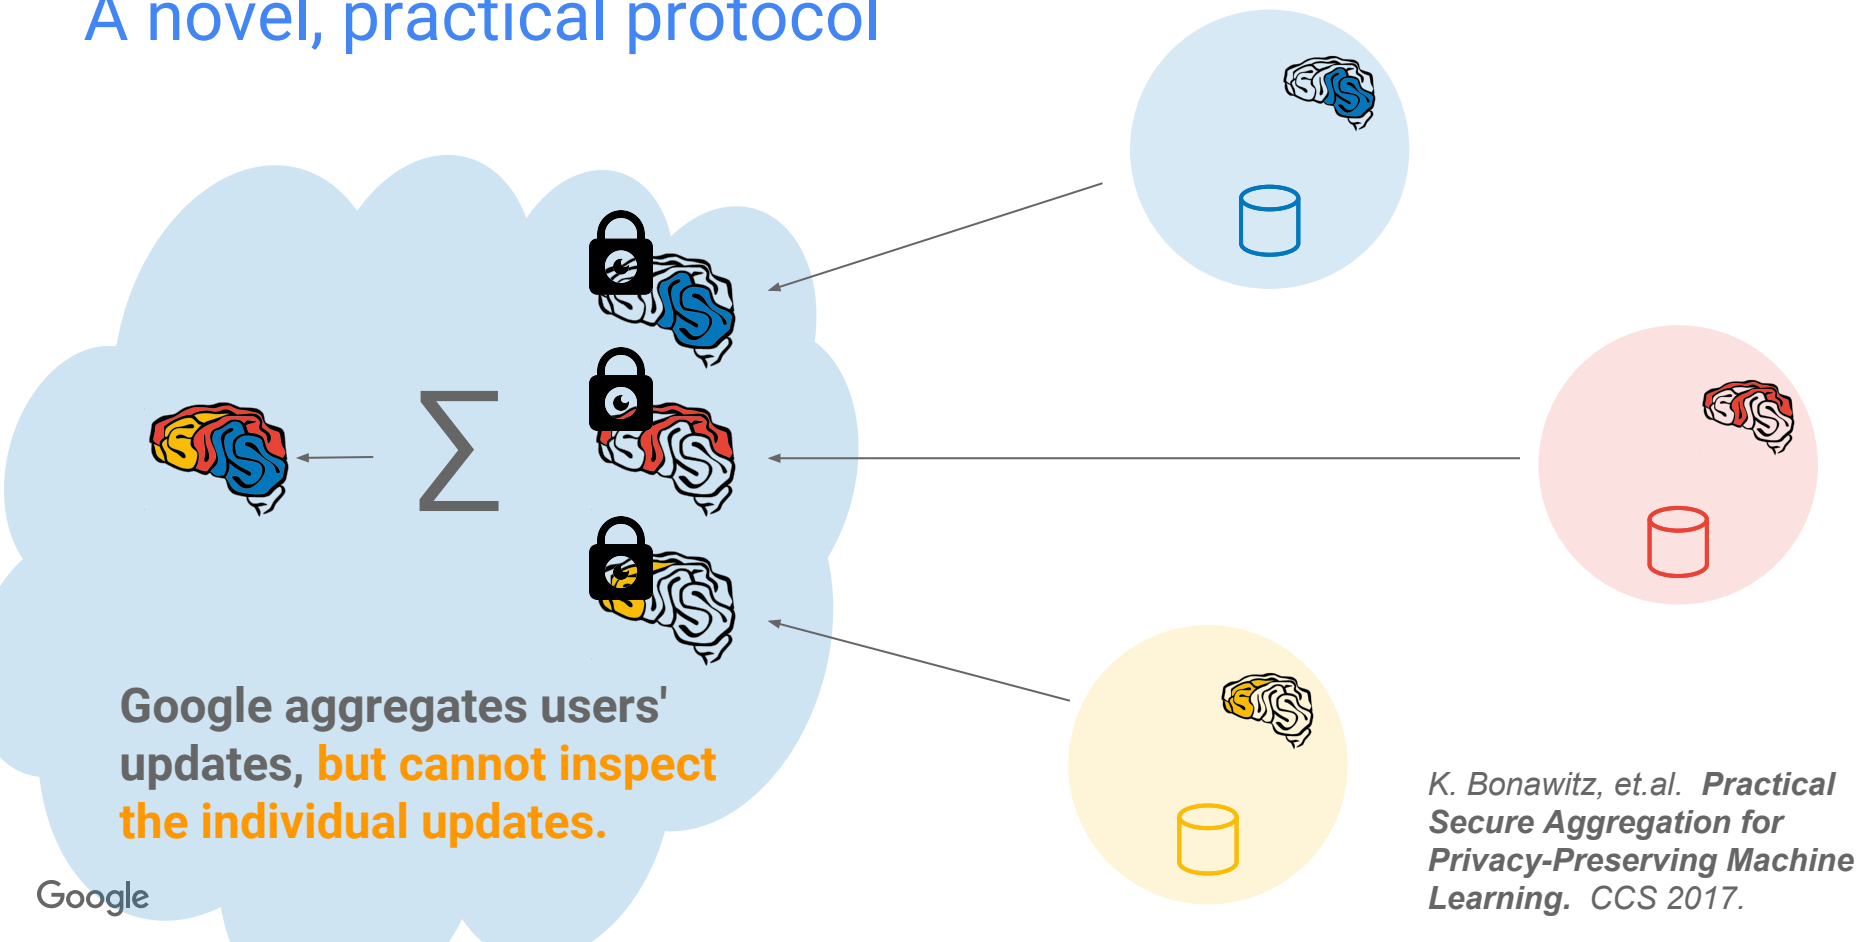 A novel, practical protocol
∑
Google aggregates users'
updates, but cannot inspect
the individual updates.
Google
K. Bonawitz, et.al. Practical
Secure Aggregation for
Privacy-Preserving Machine
Learning. CCS 2017.